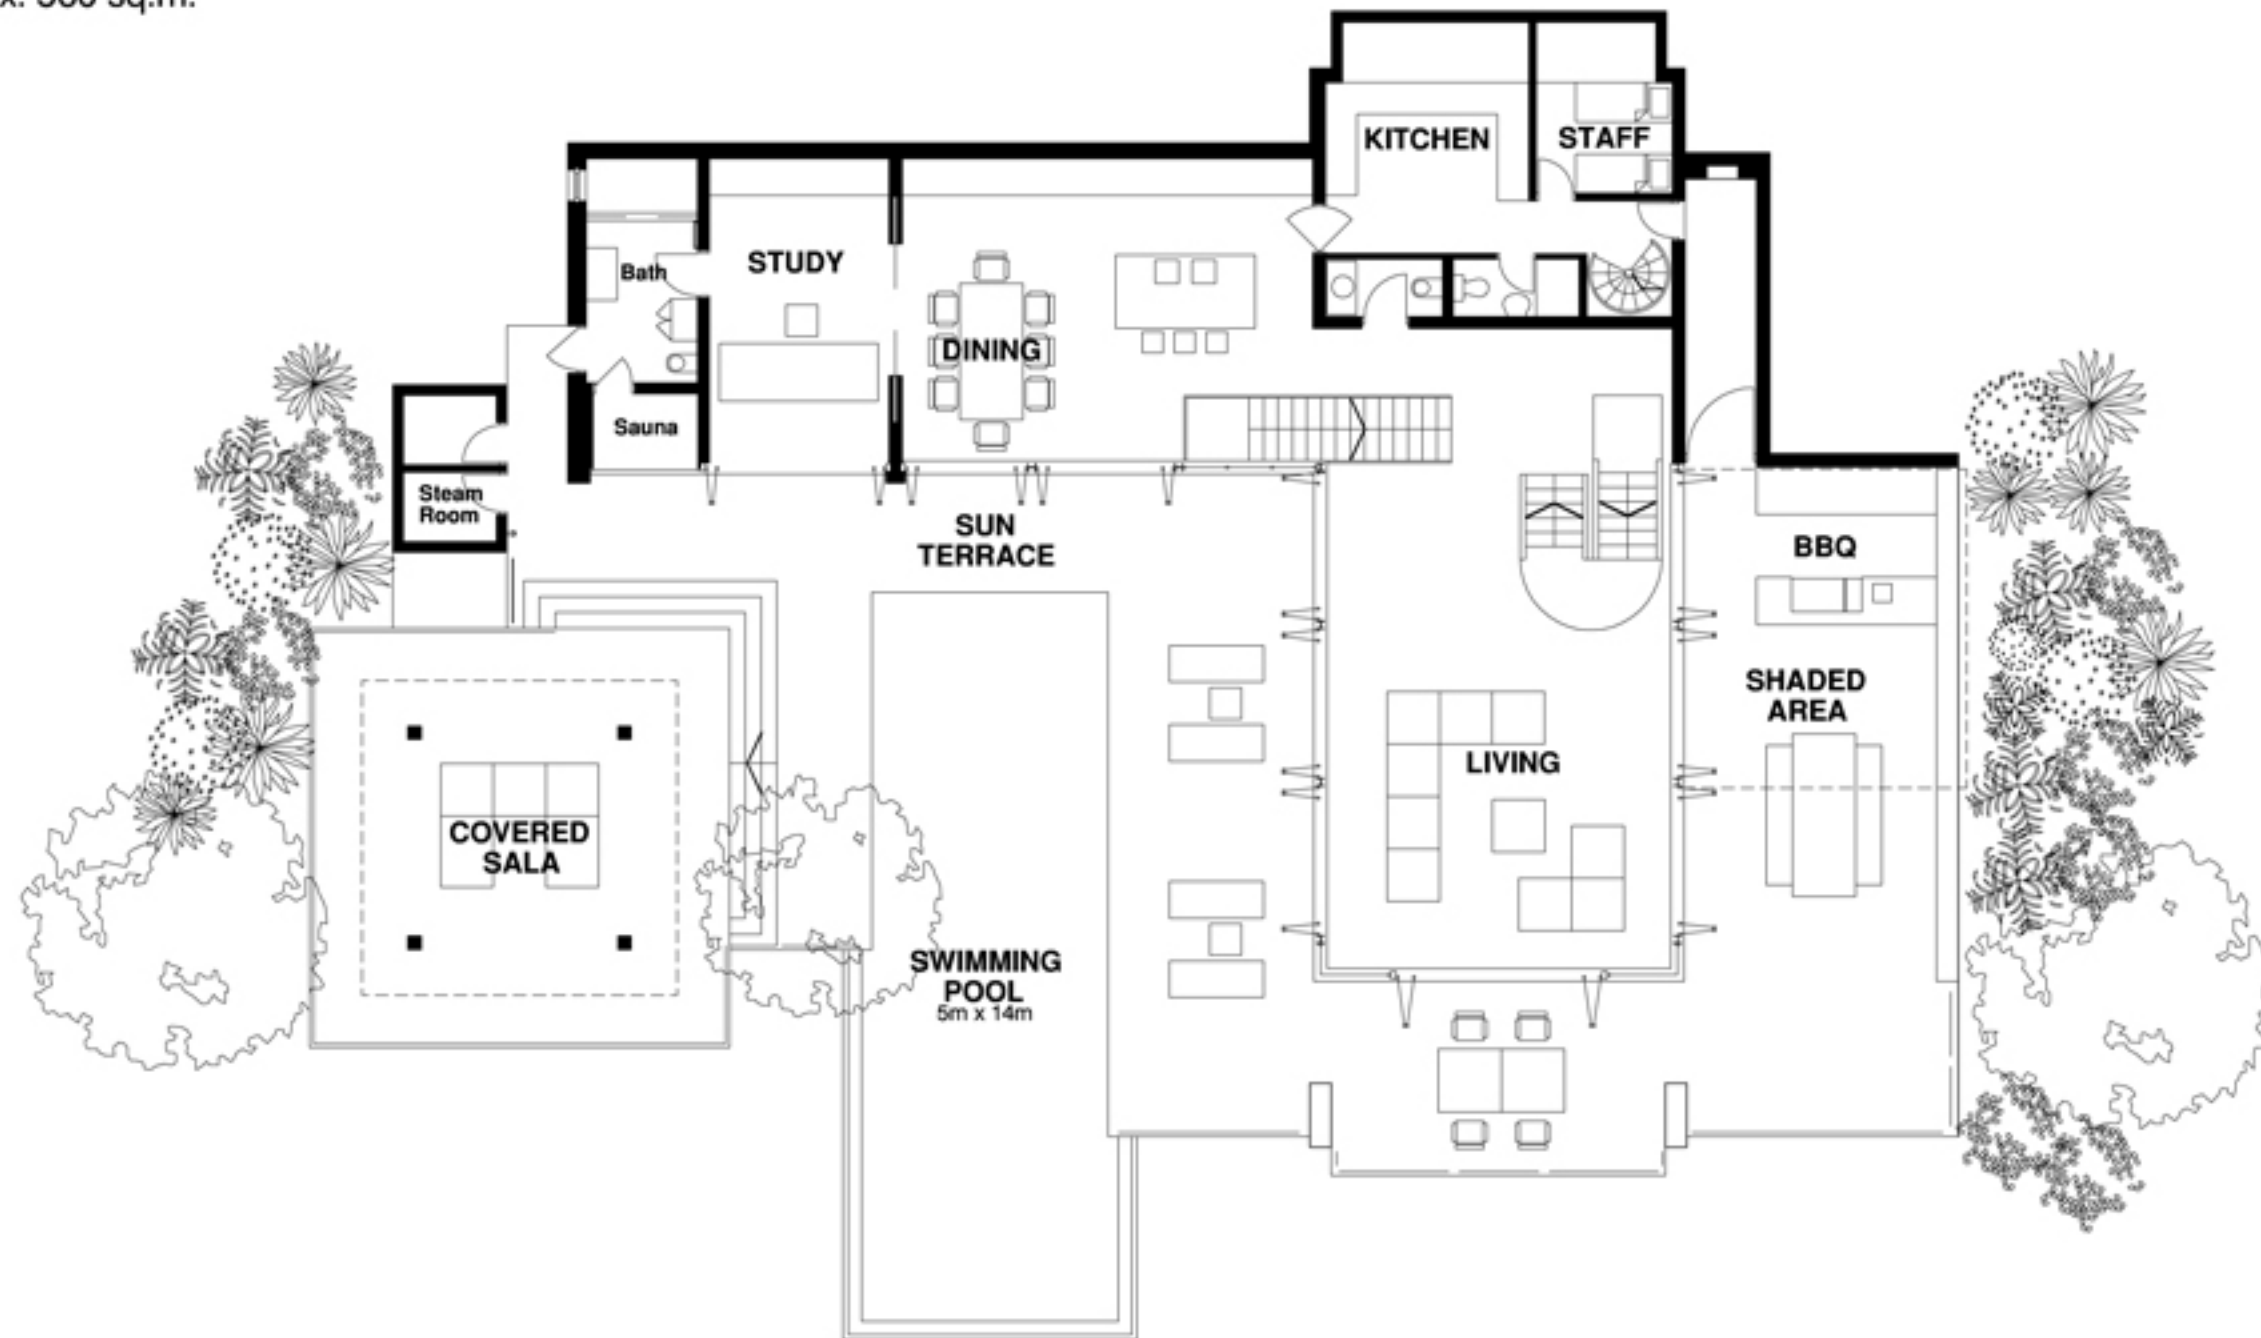 KITCHEN
STAFF
STUDY
Bath
DINING
Sauna
Steam
Room
SUN
TERRACE
BBQ
SHADED
AREA
LIVING
COVERED
SALA
SWIMMING
POOL
5m x 14m